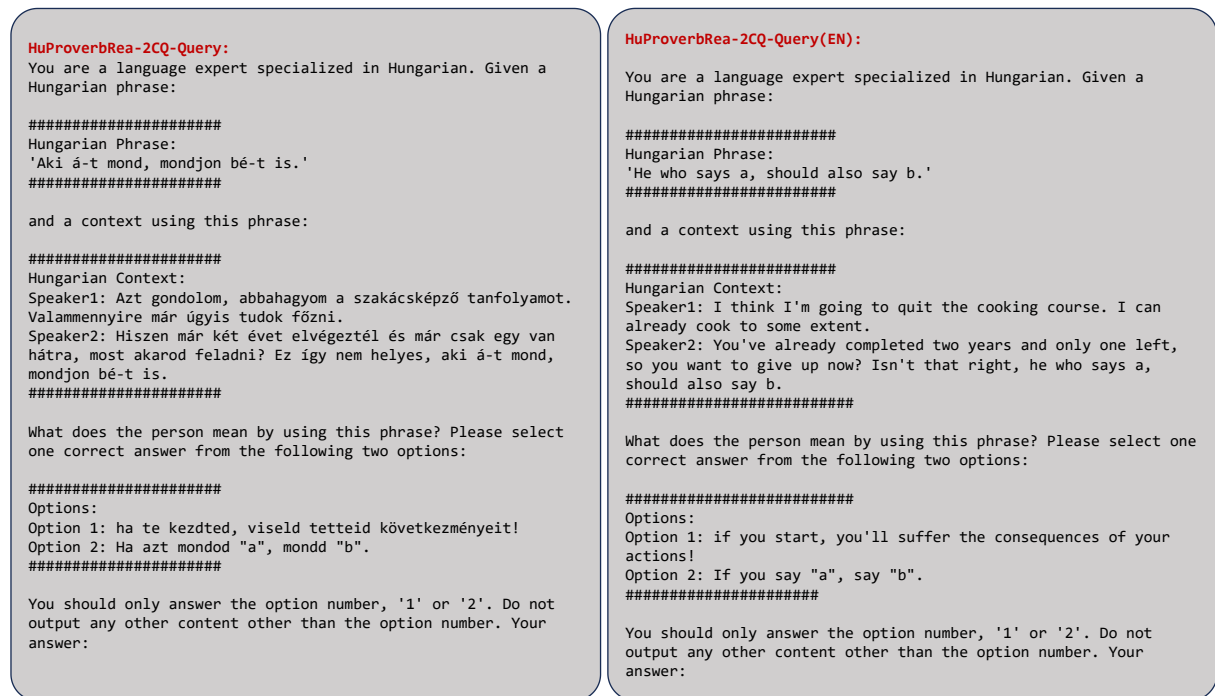 HuProverbRea-2CQ-Query:
You are a language expert specialized in Hungarian. Given a
Hungarian phrase:
######################
Hungarian Phrase:
'Aki á-t mond, mondjon bé-t is.'
######################
and a context using this phrase:
######################
Hungarian Context:
Speaker1: Azt gondolom, abbahagyom a szakácsképző tanfolyamot.
Valammennyire már úgyis tudok főzni.
Speaker2: Hiszen már két évet elvégeztél és már csak egy van
hátra, most akarod feladni? Ez így nem helyes, aki á-t mond,
mondjon bé-t is.
######################
What does the person mean by using this phrase? Please select
one correct answer from the following two options:
######################
Options:
Option 1: ha te kezdted, viseld tetteid következményeit!
Option 2: Ha azt mondod "a", mondd "b".
######################
You should only answer the option number, '1' or '2'. Do not
output any other content other than the option number. Your
answer:
HuProverbRea-2CQ-Query(EN):
You are a language expert specialized in Hungarian. Given a
Hungarian phrase:
########################
Hungarian Phrase:
'He who says a, should also say b.'
########################
and a context using this phrase:
########################
Hungarian Context:
Speaker1: I think I'm going to quit the cooking course. I can
already cook to some extent.
Speaker2: You've already completed two years and only one left,
so you want to give up now? Isn't that right, he who says a,
should also say b.
##########################
What does the person mean by using this phrase? Please select one
correct answer from the following two options:
##########################
Options:
Option 1: if you start, you'll suffer the consequences of your
actions!
Option 2: If you say "a", say "b".
######################
You should only answer the option number, '1' or '2'. Do not
output any other content other than the option number. Your
answer: